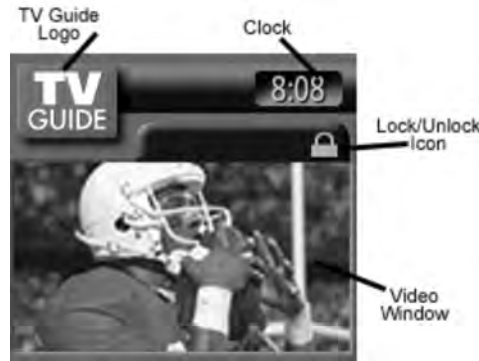 TV Guide
Logo
Clock
TV
GUIDE
8:08
Lock/Unlock
Icon
Video
Window